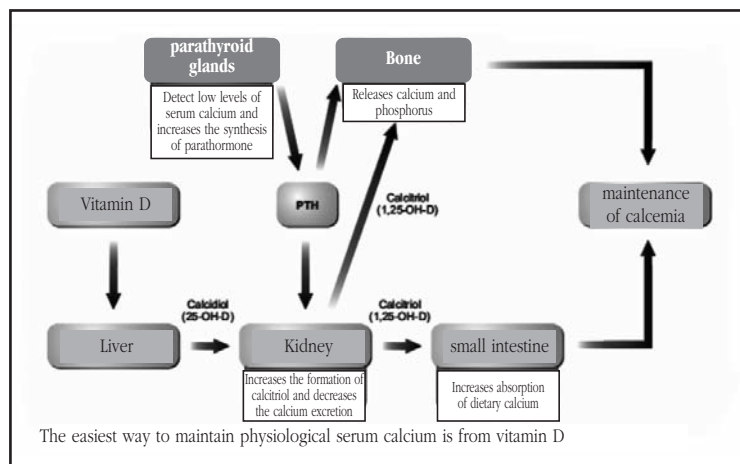 parathyroid
glands
Detect low levels of
serum calcium and
increases the synthesis
of parathormone
Bone
Releases calcium and
phosphorus
Vitamin D
PTH
Calcitriol
(1,25-OH-D)
maintenance
of calcemia
Liver
Calcidiol
(25-OH-D)
Kidney
Increases the formation of
calcitriol and decreases
the calcium excretion
Calcitriol
(1,25-OH-D)
small intestine
Increases absorption
of dietary calcium
The easiest way to maintain physiological serum calcium is from vitamin D